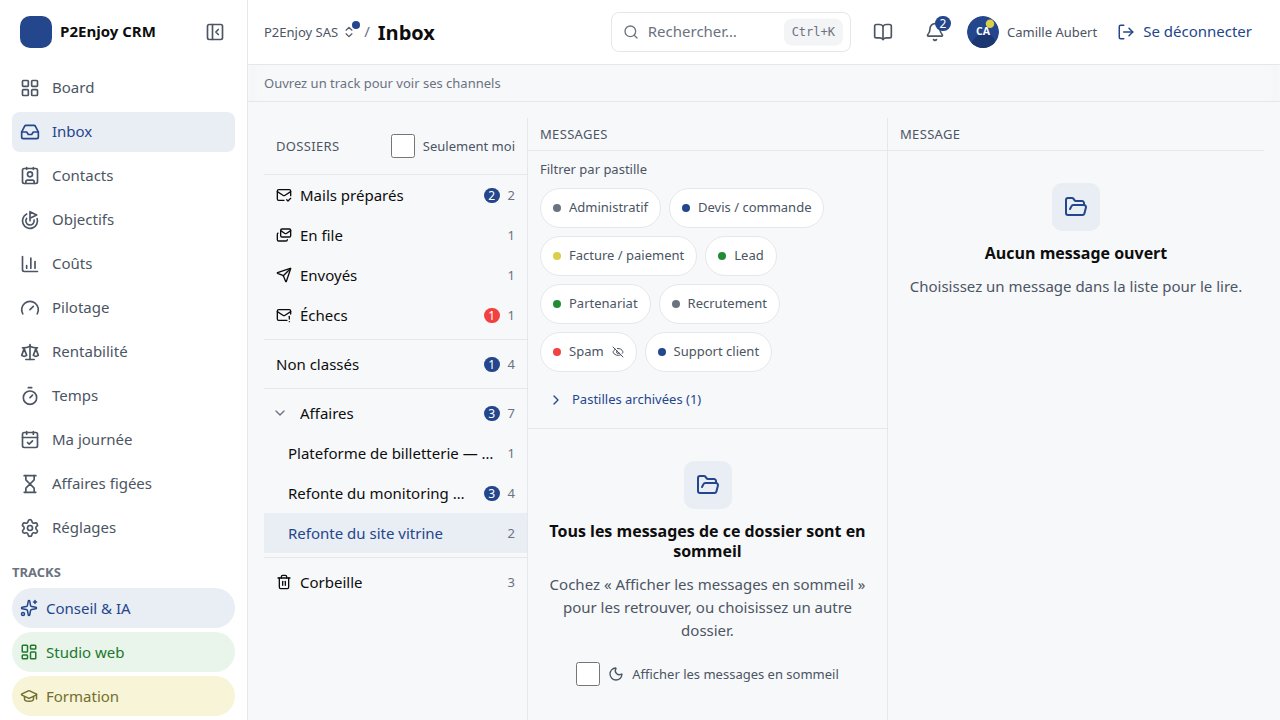 P2Enjoy CRM
P2Enjoy SAS / Inbox
Rechercher... Ctrl+K
2
CA Camille Aubert
Se déconnecter
Board
Inbox
Contacts
Objectifs
Coûts
Pilotage
Rentabilité
Temps
Ma journée
Affaires figées
Réglages
TRACKS
Conseil & IA
Studio web
Formation
Ouvrez un track pour voir ses channels
DOSSIERS Seulement moi
Mails préparés 2 2
En file 1
Envoyés 1
Échecs 1 1
Non classés 1 4
Affaires 3 7
Plateforme de billetterie — ... 1
Refonte du monitoring ... 3 4
Refonte du site vitrine 2
Corbeille 3
MESSAGES
Filtrer par pastille
Administratif Devis / commande
Facture / paiement Lead
Partenariat Recrutement
Spam Support client
Pastilles archivées (1)
Tous les messages de ce dossier sont en
sommeil
Cochez « Afficher les messages en sommeil »
pour les retrouver, ou choisissez un autre
dossier.
Afficher les messages en sommeil
MESSAGE
Aucun message ouvert
Choisissez un message dans la liste pour le lire.